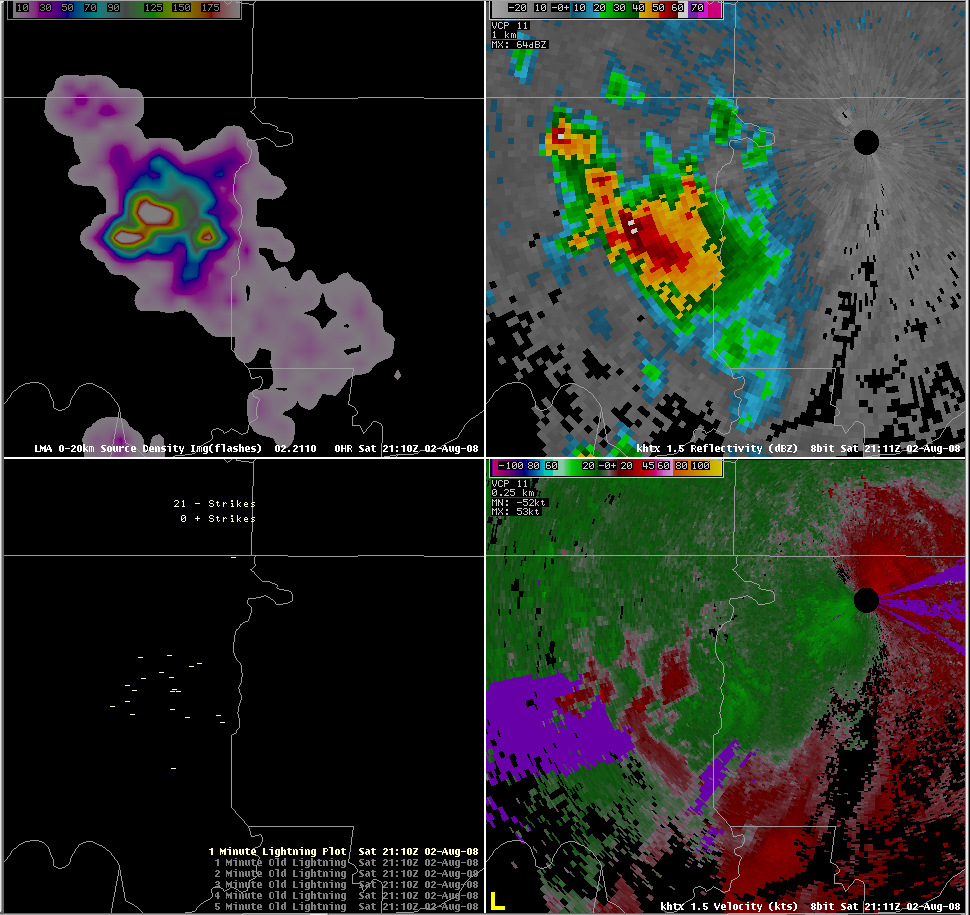 10 30 50 70 90 125 150 175
LMA 0-20km Source Density Img(flashes) 02.2110 0HR Sat 21:10Z 02-Aug-08
-20 10 -0+ 10 20 30 40 50 60 70
VCP 11
1 km
MX: 64dBZ
khtx 1.5 Reflectivity (dBZ) 8bit Sat 21:11Z 02-Aug-08
21 - Strikes
0 + Strikes
1 Minute Lightning Plot Sat 21:10Z 02-Aug-08
1 Minute Old Lightning Sat 21:10Z 02-Aug-08
2 Minute Old Lightning Sat 21:10Z 02-Aug-08
3 Minute Old Lightning Sat 21:10Z 02-Aug-08
4 Minute Old Lightning Sat 21:10Z 02-Aug-08
5 Minute Old Lightning Sat 21:10Z 02-Aug-08
-100 80 60 20 -0+ 20 45 60 80 100
VCP 11
0.25 km
MN: -52kt
MX: 53kt
L
khtx 1.5 Velocity (kts) 8bit Sat 21:11Z 02-Aug-08